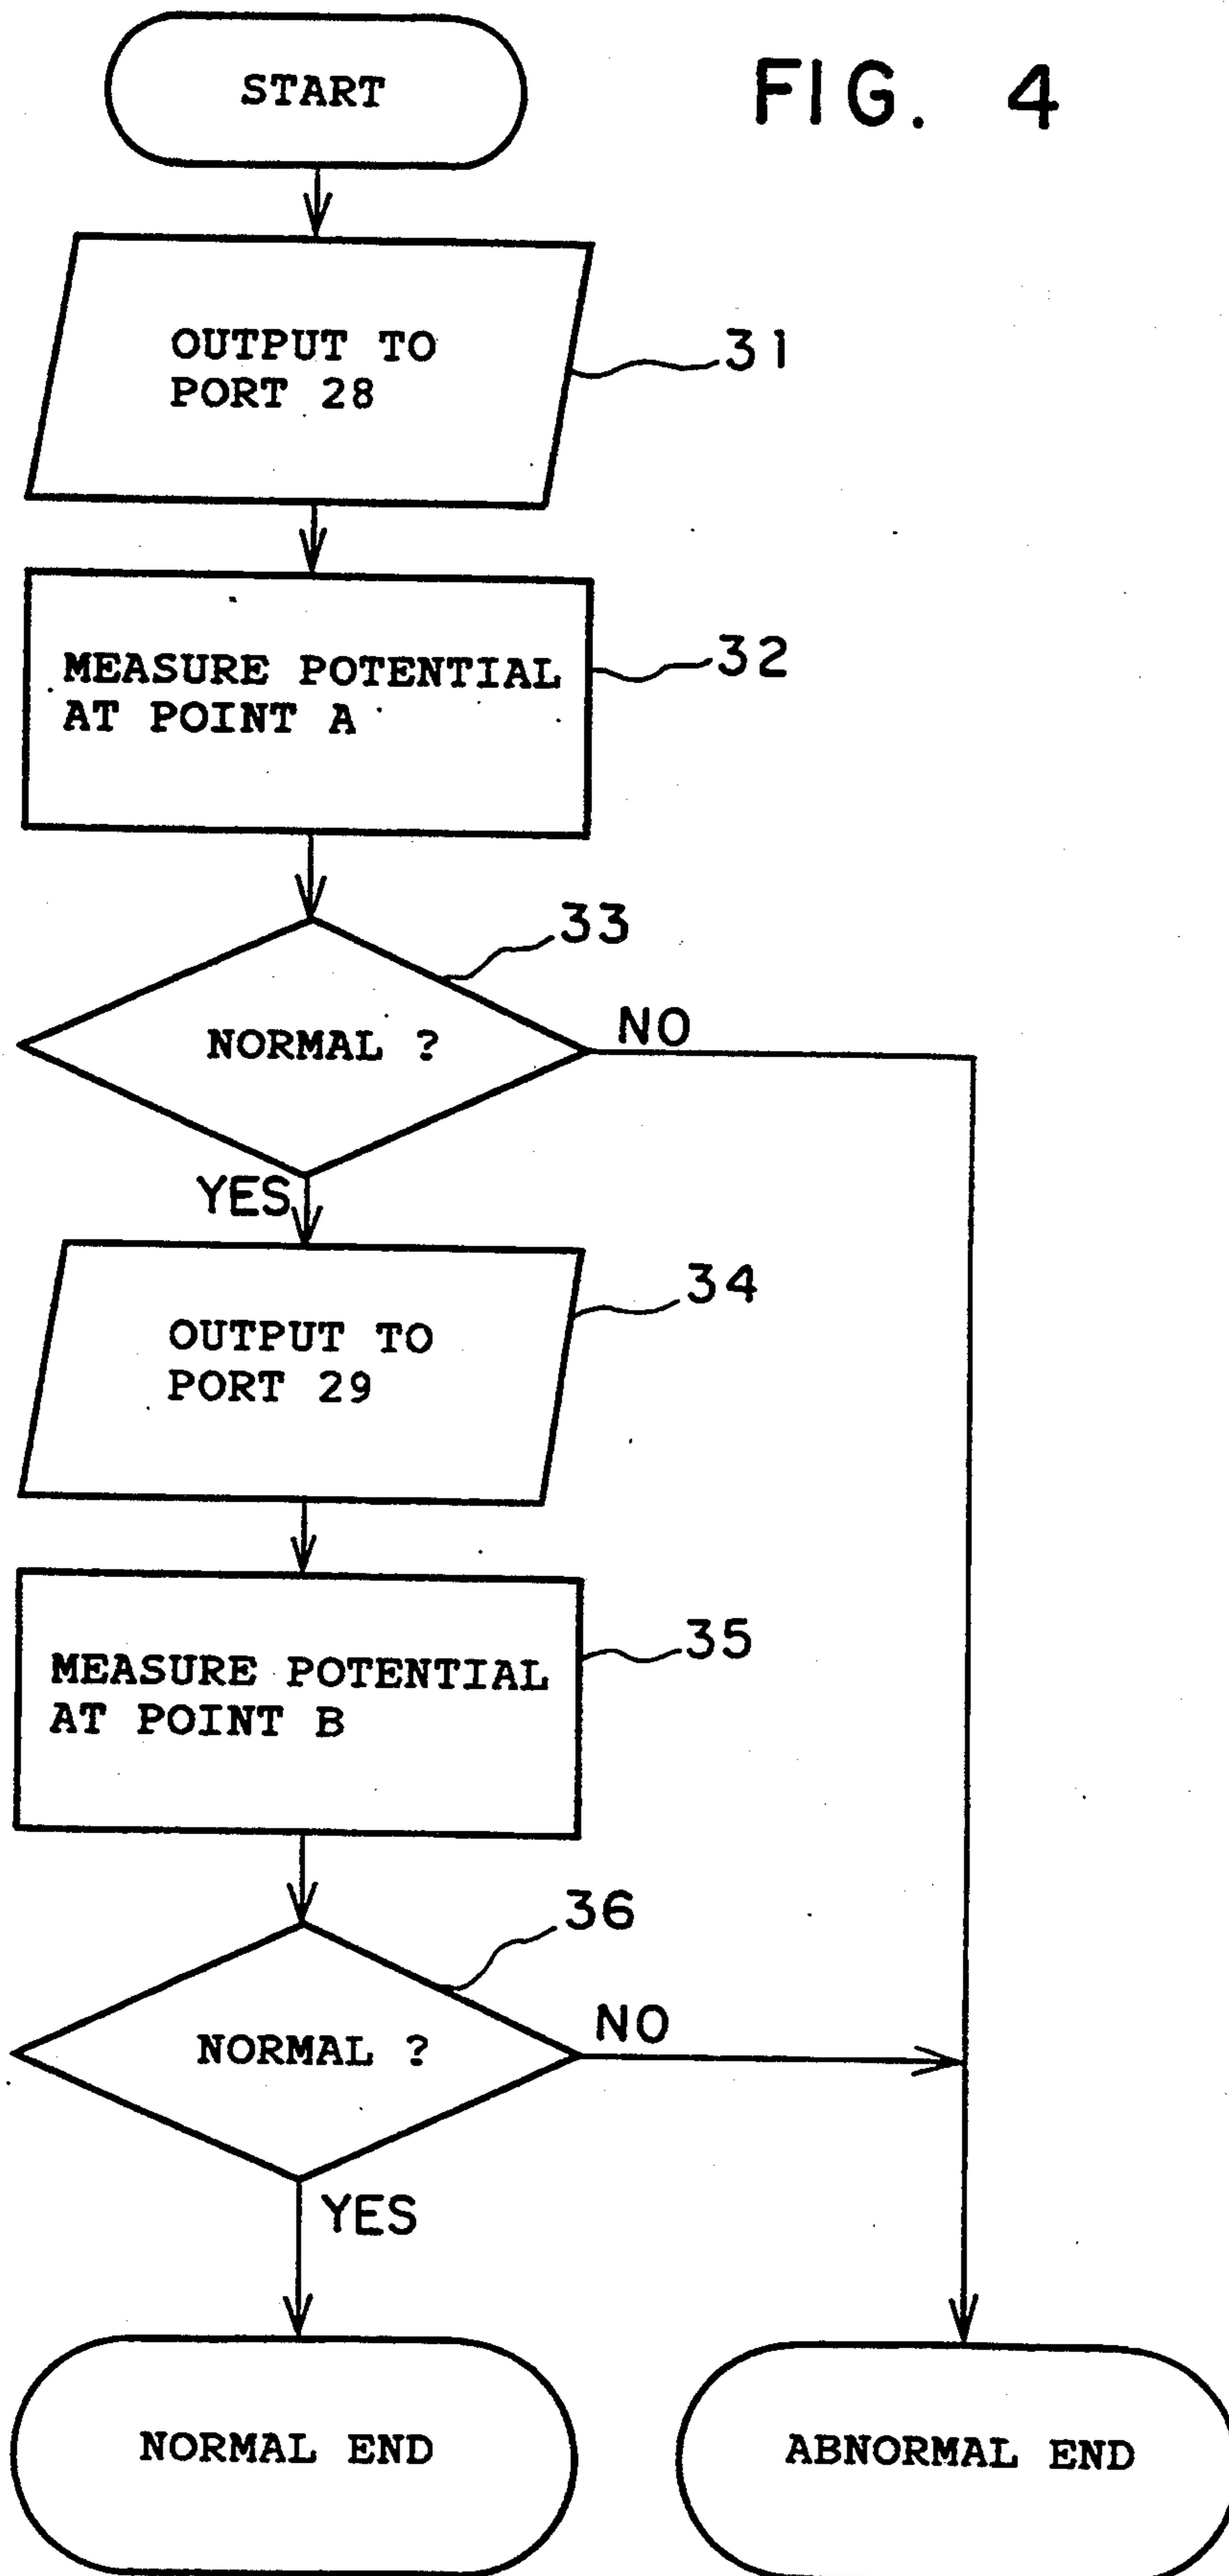 START
FIG. 4
OUTPUT TO
PORT 28
31
MEASURE POTENTIAL
AT POINT A
32
33
NORMAL ?
NO
YES
34
OUTPUT TO
PORT 29
35
MEASURE POTENTIAL
AT POINT B
36
NORMAL ?
NO
YES
NORMAL END
ABNORMAL END